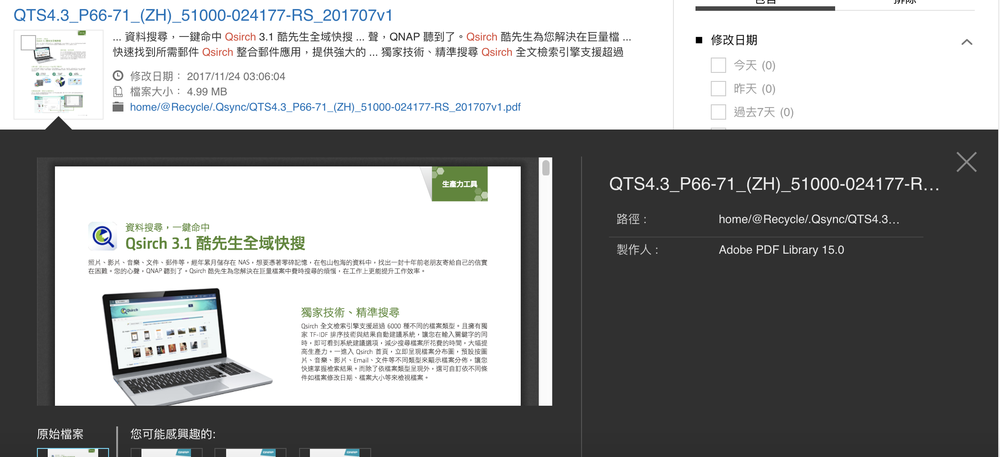 QTS4.3_P66-71_(ZH)_51000-024177-RS_201707v1
... 資料搜尋，一鍵命中 Qsirch 3.1 酷先生全域快搜 ... 聲，QNAP 聽到了。Qsirch 酷先生為您解決在巨量檔 ...
快速找到所需郵件 Qsirch 整合郵件應用，提供強大的 ... 獨家技術、精準搜尋 Qsirch 全文檢索引擎支援超過
修改日期： 2017/11/24 03:06:04
檔案大小： 4.99 MB
home/@Recycle/.Qsync/QTS4.3_P66-71_(ZH)_51000-024177-RS_201707v1.pdf
包含 排除
修改日期
今天 (0)
昨天 (0)
過去7天 (0)
生產力工具
資料搜尋，一鍵命中
Qsirch 3.1 酷先生全域快搜
照片、影片、音樂、文件、郵件等，經年累月儲存在 NAS，想要憑著零碎記憶，在包山包海的資料中，找出一封十年前老朋友寄給自己的信實
在困難。您的心聲，QNAP 聽到了。Qsirch 酷先生為您解決在巨量檔案中費時搜尋的煩惱，在工作上更能提升工作效率。
Qsirch
獨家技術、精準搜尋
Qsirch 全文檢索引擎支援超過 6000 種不同的檔案類型。且擁有獨
家 TF-IDF 排序技術與結果自動建議系統，讓您在輸入關鍵字的同
時，即可看到系統建議選項，減少搜尋檔案所花費的時間，大幅提
高生產力。一進入 Qsirch 首頁，立即呈現檔案分布圖，預設按圖
片、音樂、影片、Email、文件等不同類型來顯示檔案分佈，讓您
快速掌握檢索結果。而除了依檔案類型呈現外，還可自訂依不同條
件如檔案修改日期、檔案大小等來檢視檔案。
QTS4.3_P66-71_(ZH)_51000-024177-R...
路徑： home/@Recycle/.Qsync/QTS4.3...
製作人： Adobe PDF Library 15.0
原始檔案
您可能感興趣的:
QNAP
QNAP
QNAP